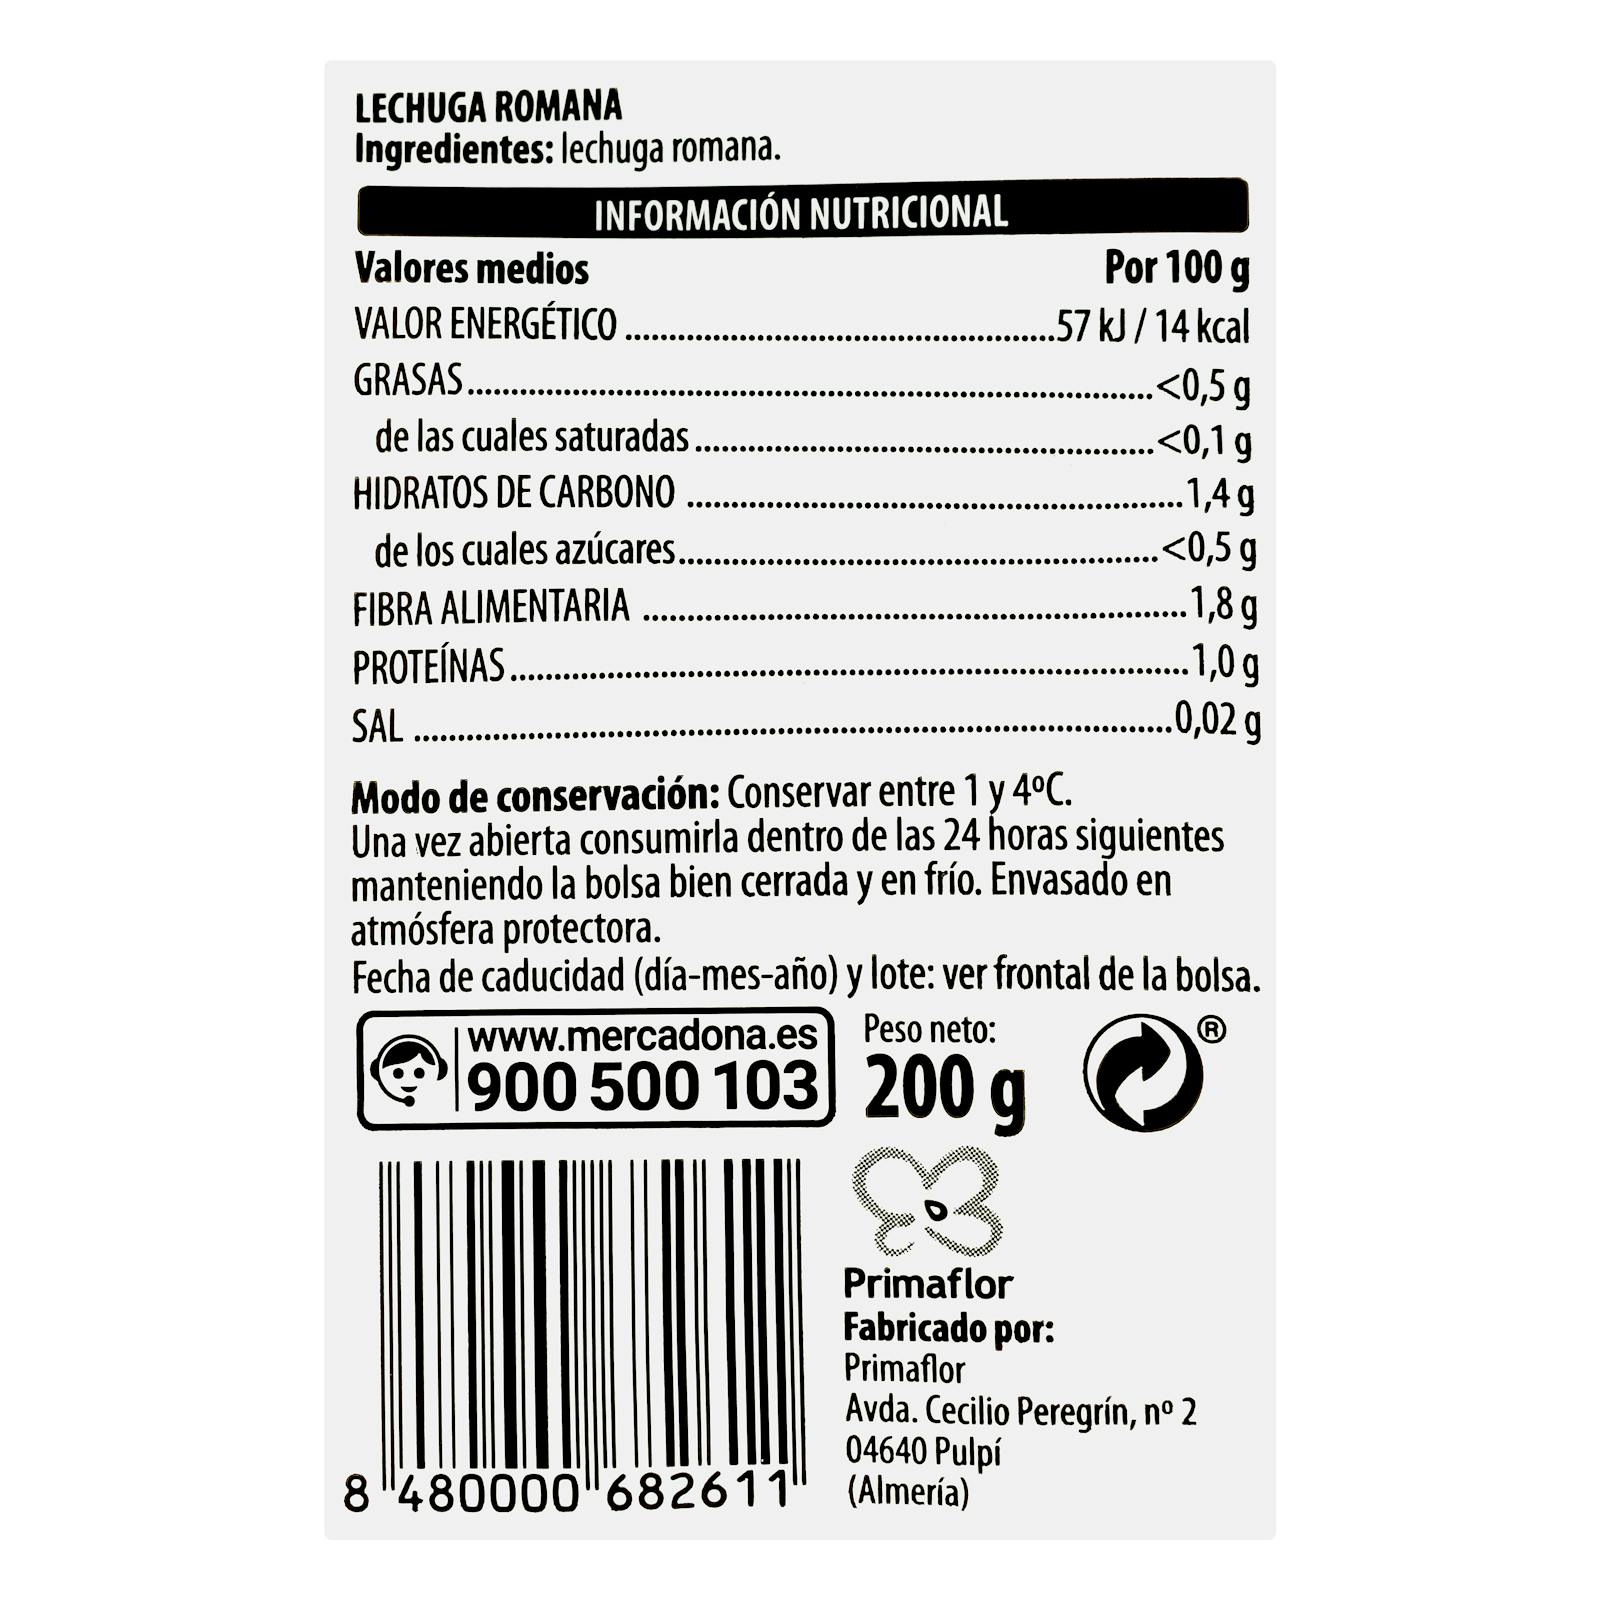 LECHUGA ROMANA
Ingredientes: lechuga romana.
INFORMACIÓN NUTRICIONAL
Valores medios Por 100 g
VALOR ENERGÉTICO ..........57 kJ / 14 kcal
GRASAS..........<0,5 g
de las cuales saturadas..........<0,1 g
HIDRATOS DE CARBONO ..........1,4 g
de los cuales azúcares..........<0,5 g
FIBRA ALIMENTARIA ..........1,8 g
PROTEÍNAS..........1,0 g
SAL ..........0,02 g
Modo de conservación: Conservar entre 1 y 4ºC.
Una vez abierta consumirla dentro de las 24 horas siguientes
manteniendo la bolsa bien cerrada y en frío. Envasado en
atmósfera protectora.
Fecha de caducidad (día-mes-año) y lote: ver frontal de la bolsa.
www.mercadona.es
900 500 103
Peso neto:
200 g
®
Primaflor
Fabricado por:
Primaflor
Avda. Cecilio Peregrín, nº 2
04640 Pulpí
(Almería)
8 480000 682611